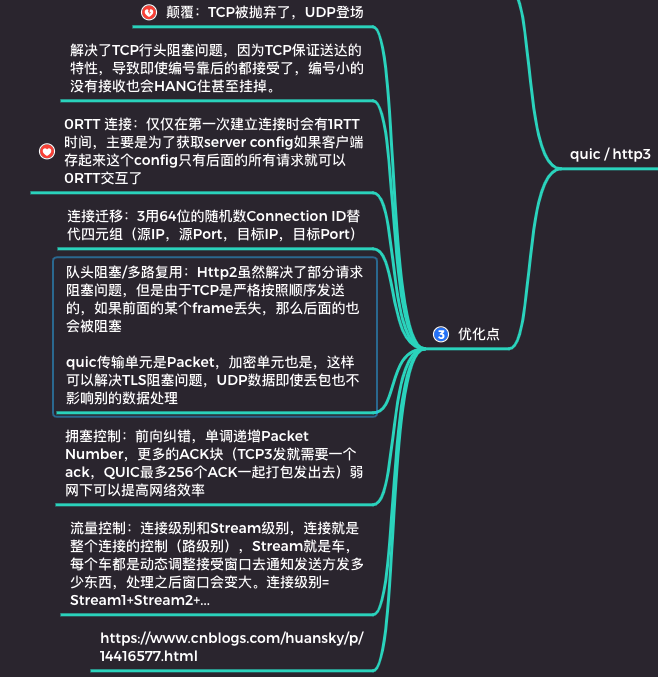 颠覆：TCP被抛弃了，UDP登场
解决了TCP行头阻塞问题，因为TCP保证送达的
特性，导致即使编号靠后的都接受了，编号小的
没有接收也会HANG住甚至挂掉。
0RTT 连接：仅仅在第一次建立连接时会有1RTT
时间，主要是为了获取server config如果客户端
存起来这个config只有后面的所有请求就可以
0RTT交互了
quic / http3
连接迁移：3用64位的随机数Connection ID替
代四元组（源IP，源Port，目标IP，目标Port）
队头阻塞/多路复用：Http2虽然解决了部分请求
阻塞问题，但是由于TCP是严格按照顺序发送
的，如果前面的某个frame丢失，那么后面的也
会被阻塞
quic传输单元是Packet，加密单元也是，这样
可以解决TLS阻塞问题，UDP数据即使丢包也不
影响别的数据处理
3 优化点
拥塞控制：前向纠错，单调递增Packet
Number，更多的ACK块（TCP3发就需要一个
ack，QUIC最多256个ACK一起打包发出去）弱
网下可以提高网络效率
流量控制：连接级别和Stream级别，连接就是
整个连接的控制（路级别），Stream就是车，
每个车都是动态调整接受窗口去通知发送方发多
少东西，处理之后窗口会变大。连接级别=
Stream1+Stream2+...
https://www.cnblogs.com/huansky/p/
14416577.html